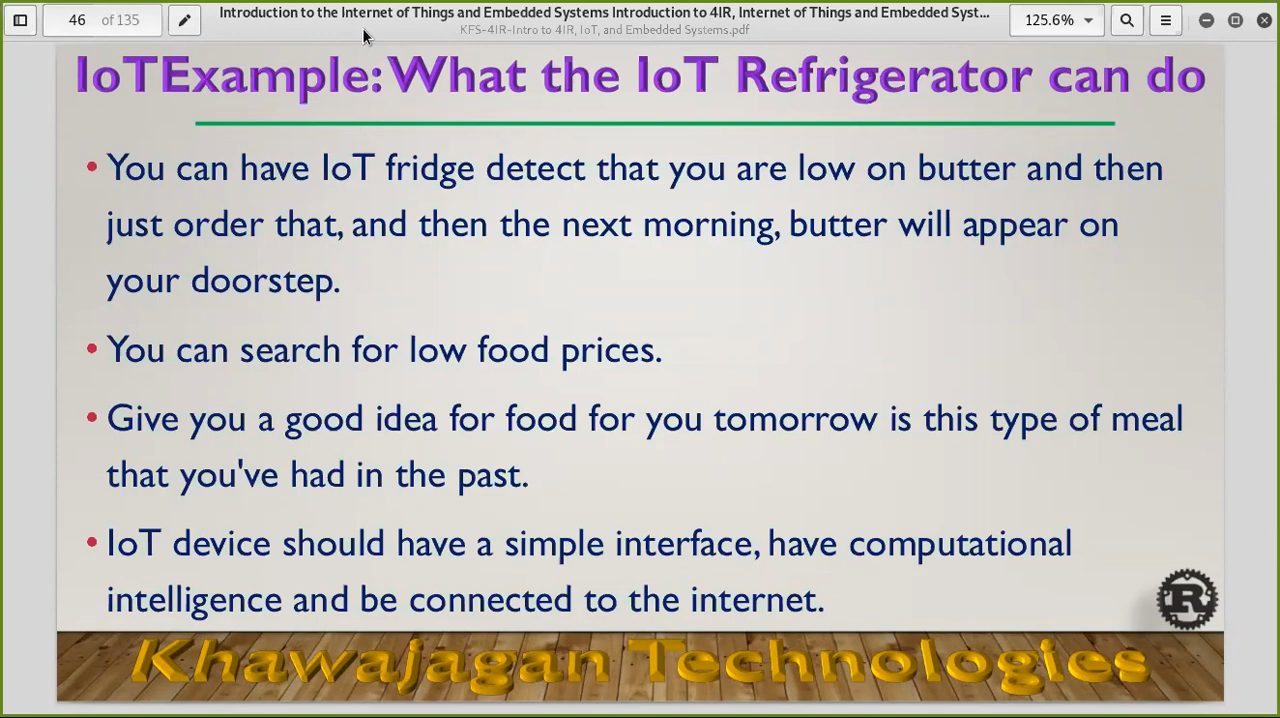 46 of 135
Introduction to the Internet of Things and Embedded Systems Introduction to 4IR, Internet of Things and Embedded Syst...
KFS-4IR-Intro to 4IR, IoT, and Embedded Systems.pdf
125.6%
IoTExample: What the IoT Refrigerator can do
• You can have IoT fridge detect that you are low on butter and then
just order that, and then the next morning, butter will appear on
your doorstep.
• You can search for low food prices.
• Give you a good idea for food for you tomorrow is this type of meal
that you've had in the past.
• IoT device should have a simple interface, have computational
intelligence and be connected to the internet.
R
Khawajagan Technologies